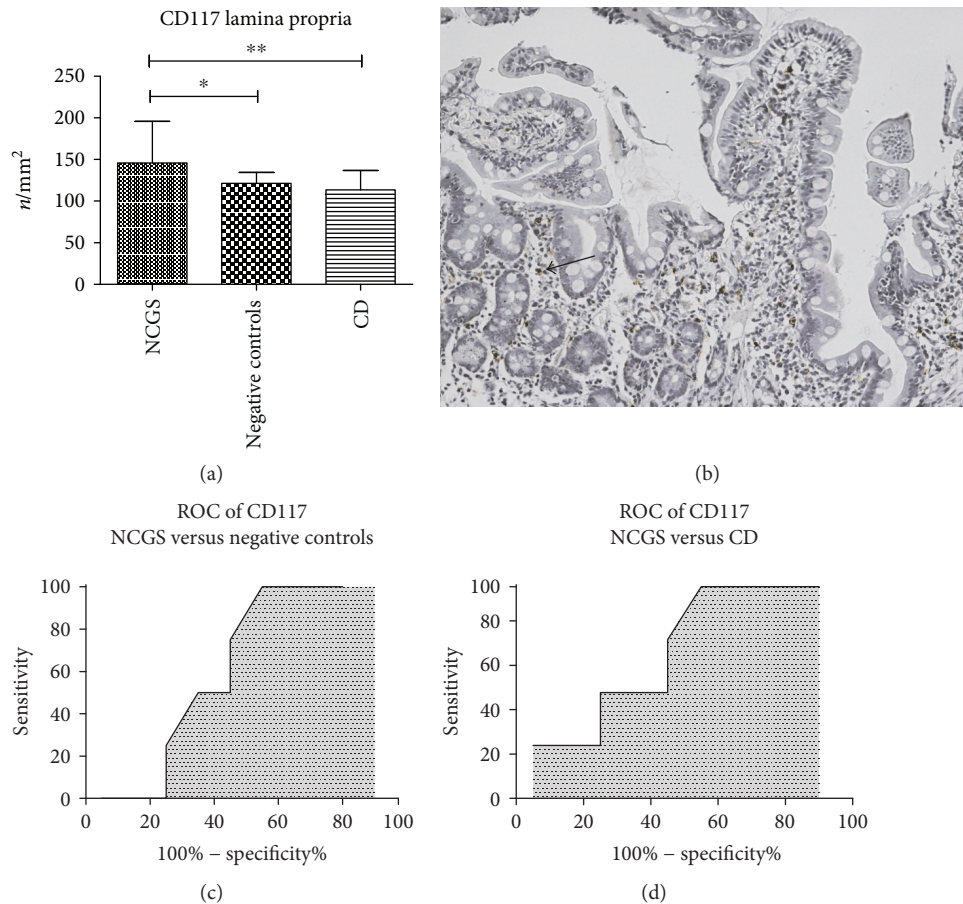 CD117 lamina propria
**
*
250
200
150
100
50
0
n/mm²
NCGS
Negative controls
CD
(a)
(b)
ROC of CD117
NCGS versus negative controls
100
80
60
40
20
0
Sensitivity
0 20 40 60 80 100
100% − specificity%
(c)
ROC of CD117
NCGS versus CD
100
80
60
40
20
0
Sensitivity
0 20 40 60 80 100
100% − specificity%
(d)